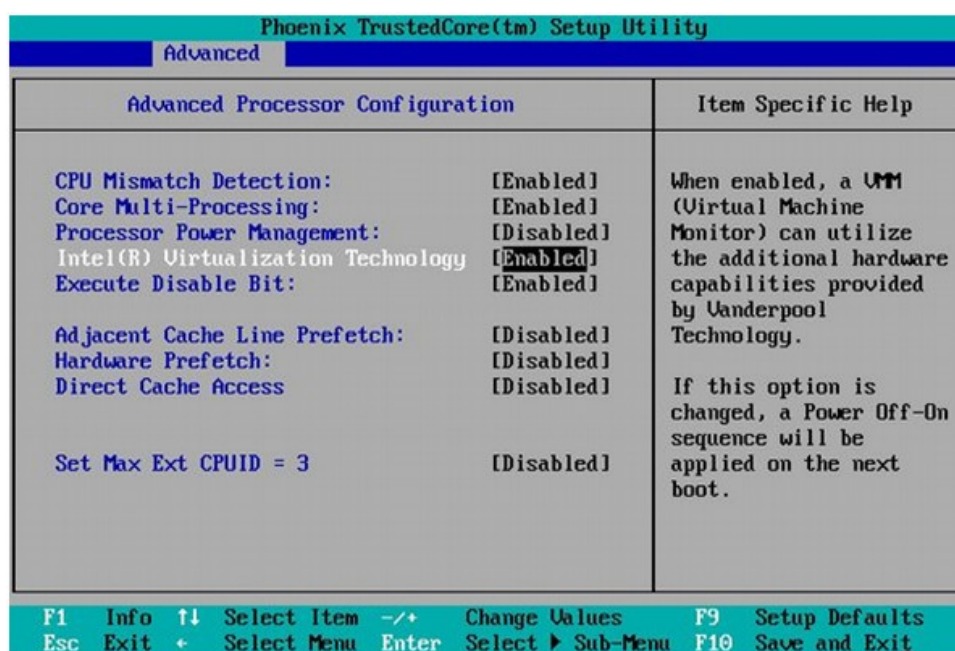 Phoenix TrustedCore(tm) Setup Utility
Advanced
Advanced Processor Configuration
CPU Mismatch Detection: [Enabled]
Core Multi-Processing: [Enabled]
Processor Power Management: [Disabled]
Intel(R) Virtualization Technology [Enabled]
Execute Disable Bit: [Enabled]
Adjacent Cache Line Prefetch: [Disabled]
Hardware Prefetch: [Disabled]
Direct Cache Access [Disabled]
Set Max Ext CPUID = 3 [Disabled]
Item Specific Help
When enabled, a VMM
(Virtual Machine
Monitor) can utilize
the additional hardware
capabilities provided
by Vanderpool
Technology.
If this option is
changed, a Power Off-On
sequence will be
applied on the next
boot.
F1 Info ↑↓ Select Item -/+ Change Values F9 Setup Defaults
Esc Exit ← Select Menu Enter Select ▶ Sub-Menu F10 Save and Exit